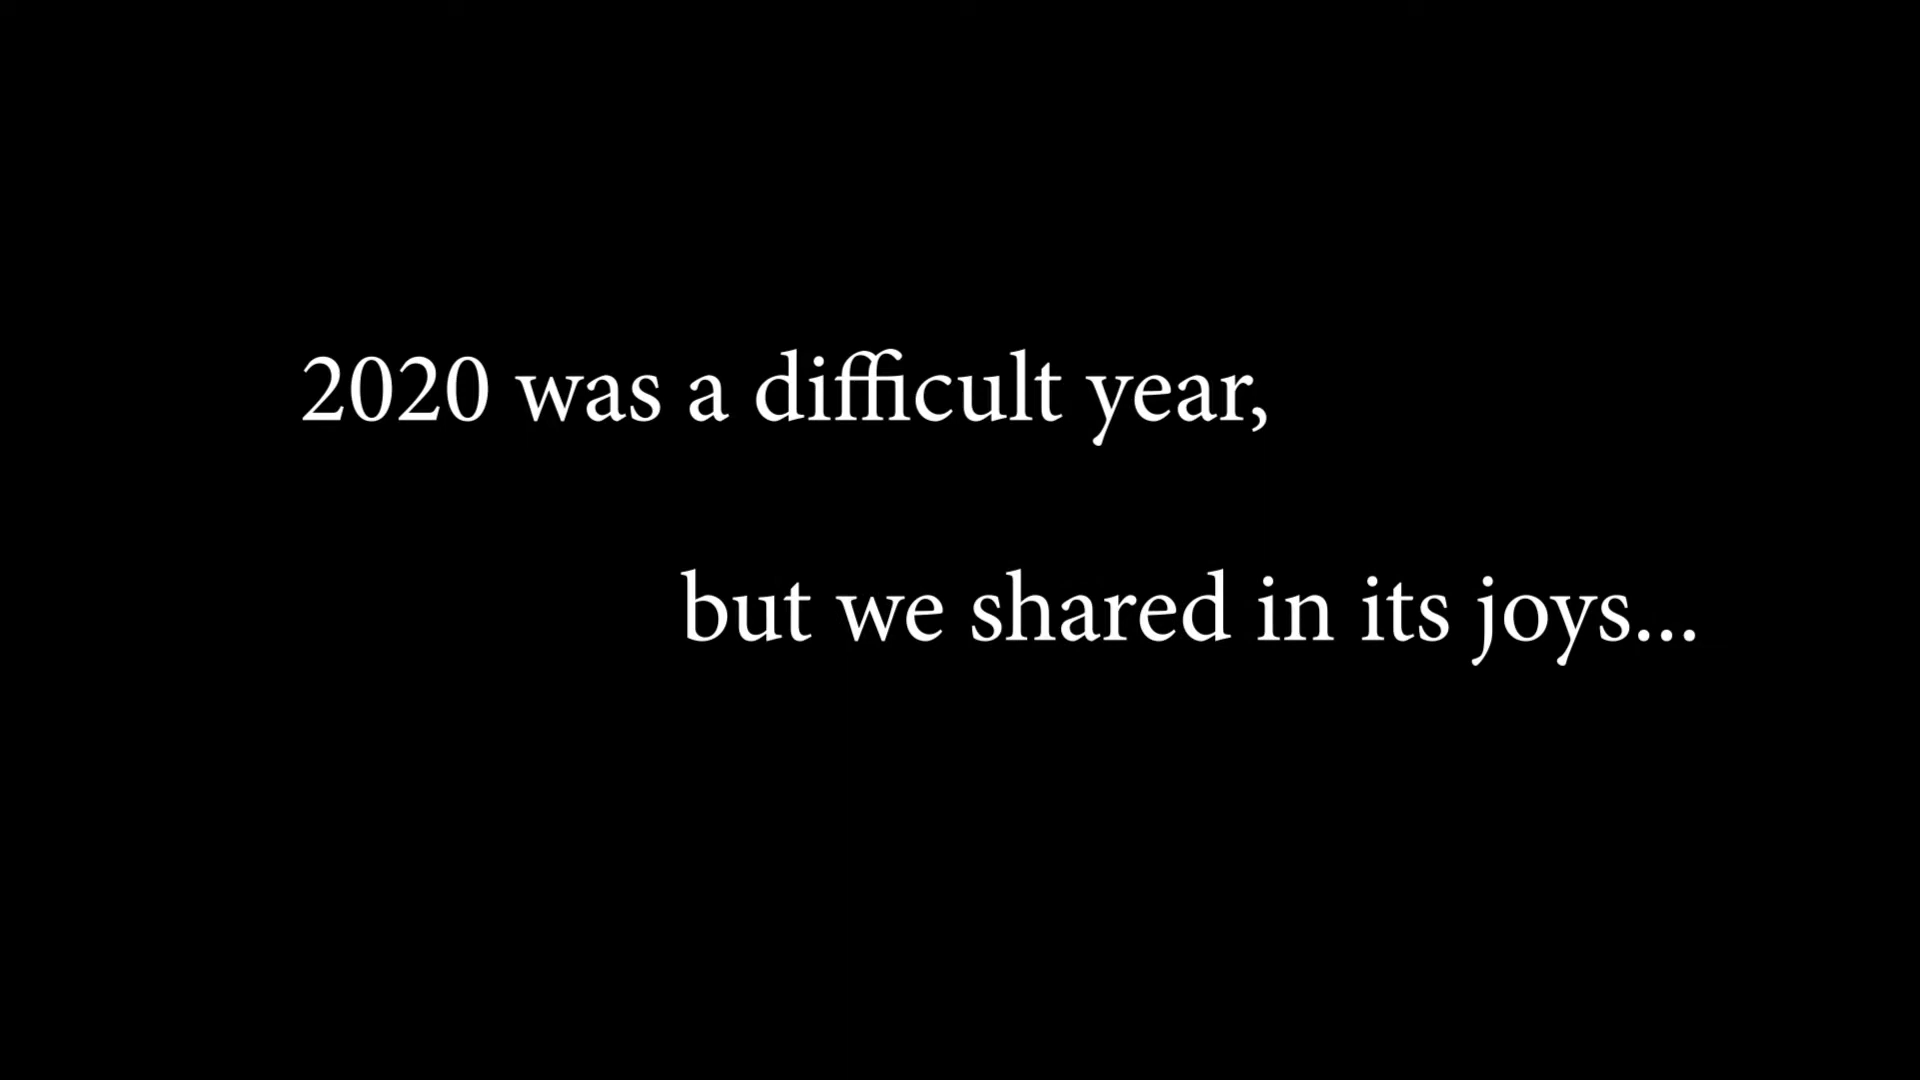 2020 was a difficult year,
but we shared in its joys...